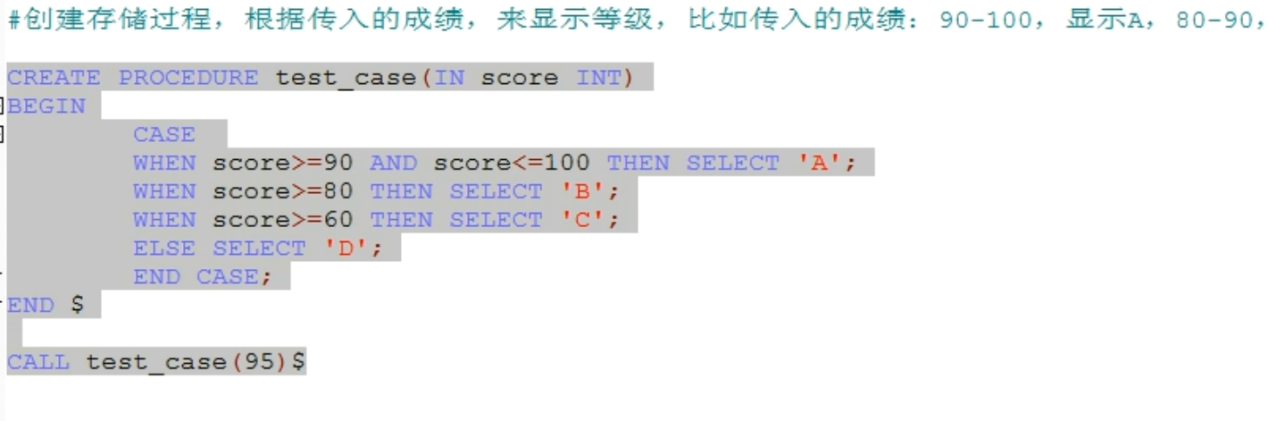 #创建存储过程，根据传入的成绩，来显示等级，比如传入的成绩：90-100，显示A，80-90，
CREATE PROCEDURE test_case(IN score INT)
BEGIN
CASE
WHEN score>=90 AND score<=100 THEN SELECT 'A';
WHEN score>=80 THEN SELECT 'B';
WHEN score>=60 THEN SELECT 'C';
ELSE SELECT 'D';
END CASE;
END $
CALL test_case(95)$